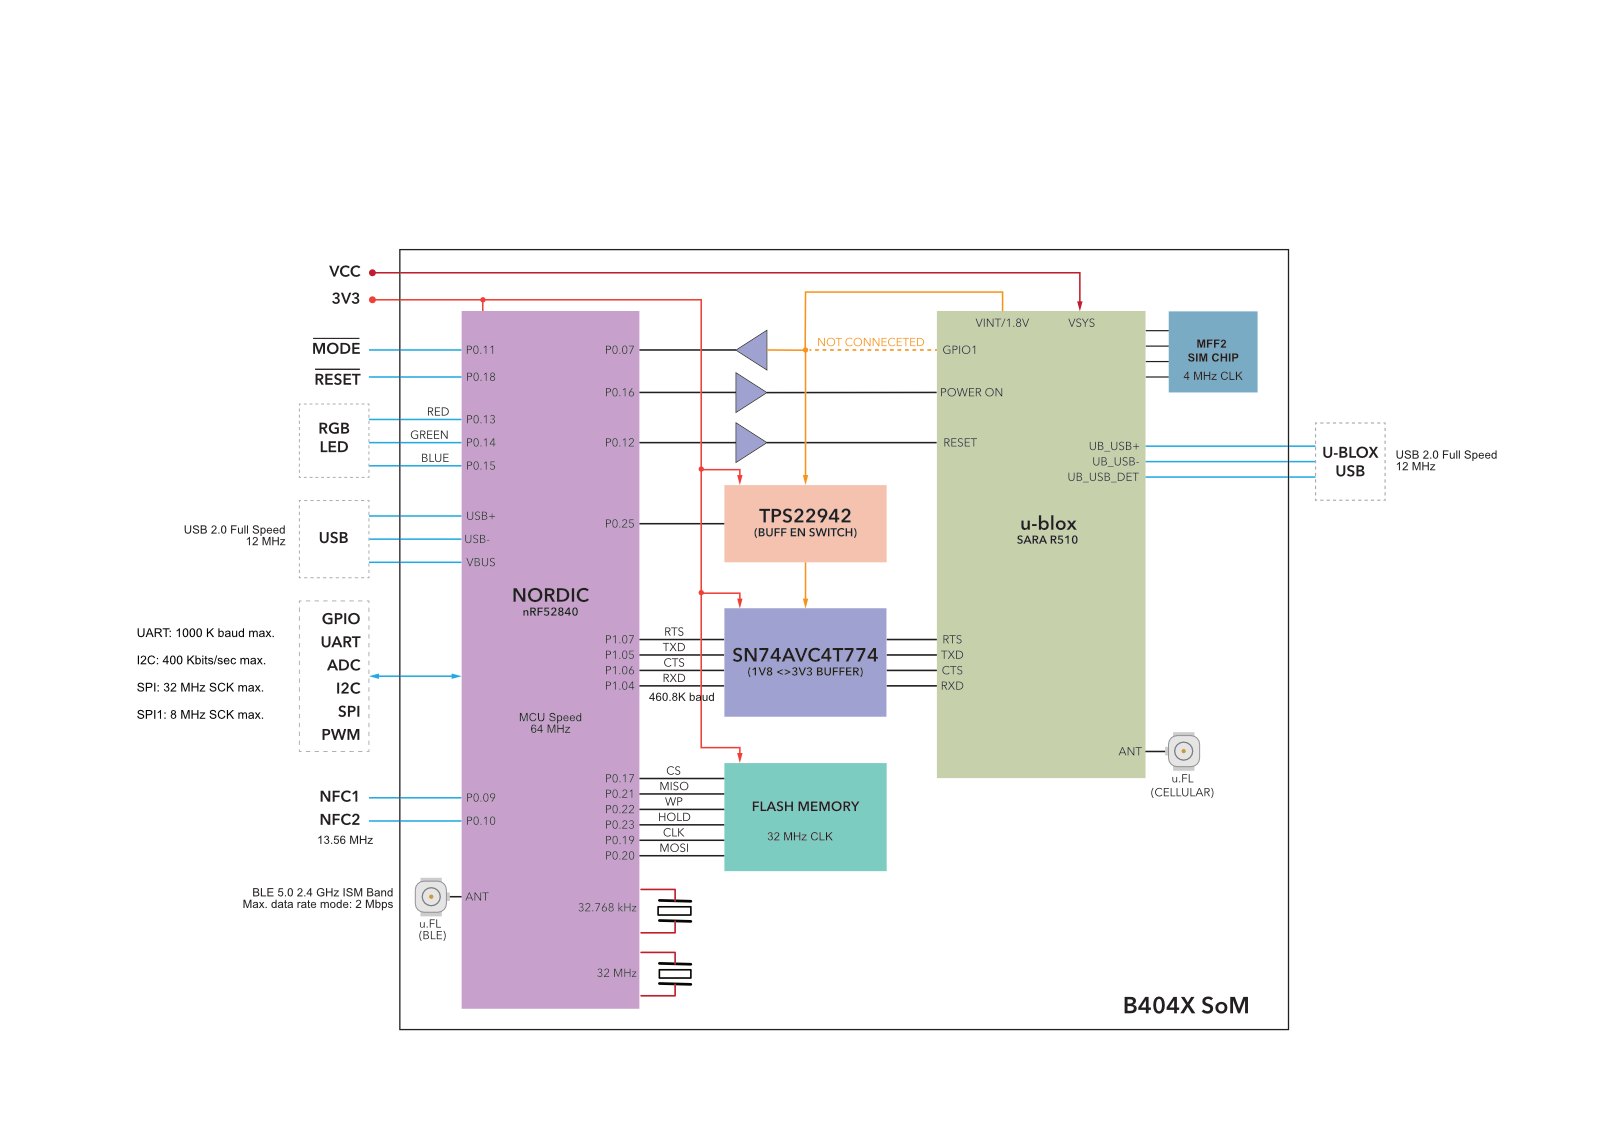 VCC
3V3
MODE
RESET
RGB
LED
RED
GREEN
BLUE
USB 2.0 Full Speed
12 MHz
USB
UART: 1000 K baud max.
I2C: 400 Kbits/sec max.
SPI: 32 MHz SCK max.
SPI1: 8 MHz SCK max.
GPIO
UART
ADC
I2C
SPI
PWM
NFC1
NFC2
13.56 MHz
BLE 5.0 2.4 GHz ISM Band
Max. data rate mode: 2 Mbps
u.FL
(BLE)
P0.11
P0.18
P0.13
P0.14
P0.15
USB+
USB-
VBUS
P0.09
P0.10
ANT
NORDIC
nRF52840
MCU Speed
64 MHz
P0.07
P0.16
P0.12
P0.25
P1.07
P1.05
P1.06
P1.04
P0.17
P0.21
P0.22
P0.23
P0.19
P0.20
32.768 kHz
32 MHz
RTS
TXD
CTS
RXD
460.8K baud
CS
MISO
WP
HOLD
CLK
MOSI
NOT CONNECETED
TPS22942
(BUFF EN SWITCH)
SN74AVC4T774
(1V8 <>3V3 BUFFER)
FLASH MEMORY
32 MHz CLK
VINT/1.8V
VSYS
GPIO1
POWER ON
RESET
UB_USB+
UB_USB-
UB_USB_DET
u-blox
SARA R510
RTS
TXD
CTS
RXD
ANT
MFF2
SIM CHIP
4 MHz CLK
U-BLOX
USB
USB 2.0 Full Speed
12 MHz
u.FL
(CELLULAR)
B404X SoM